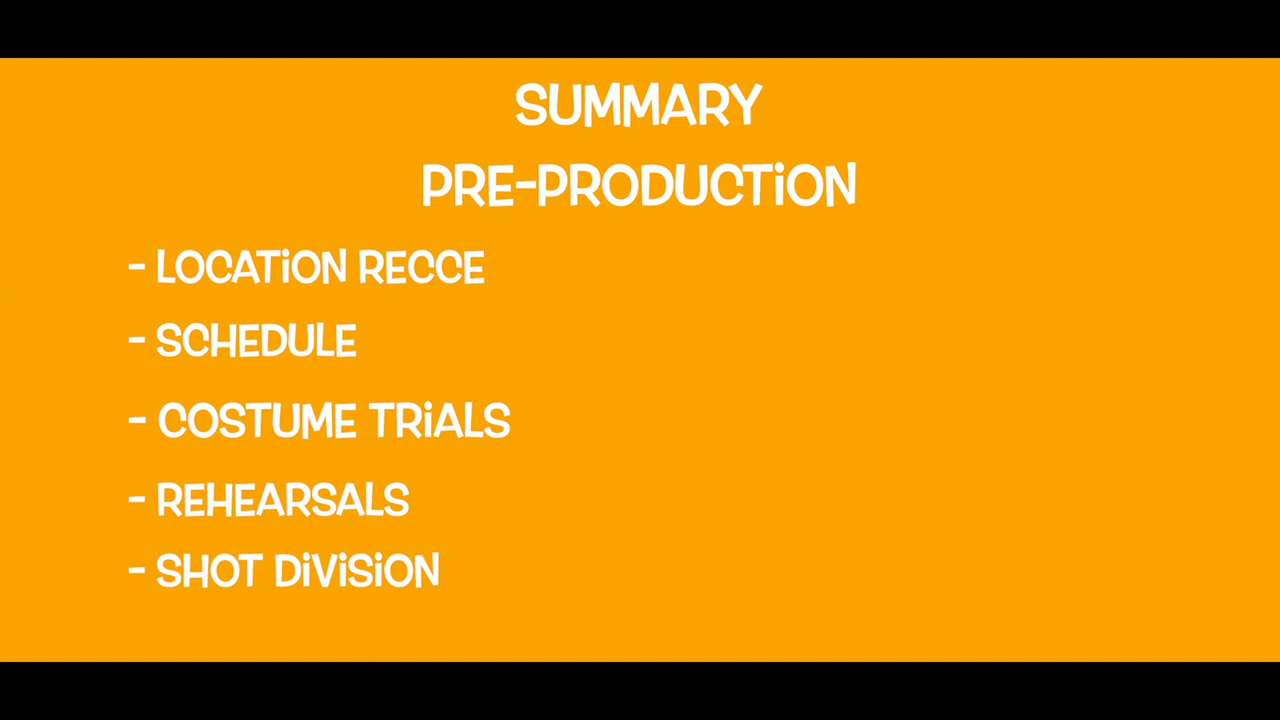 SUMMARY
PRE-PRODUCTiON
- LOCATiON RECCE
- SCHEDULE
- COSTUME TRiALS
- REHEARSALS
- SHOT DiViSiON